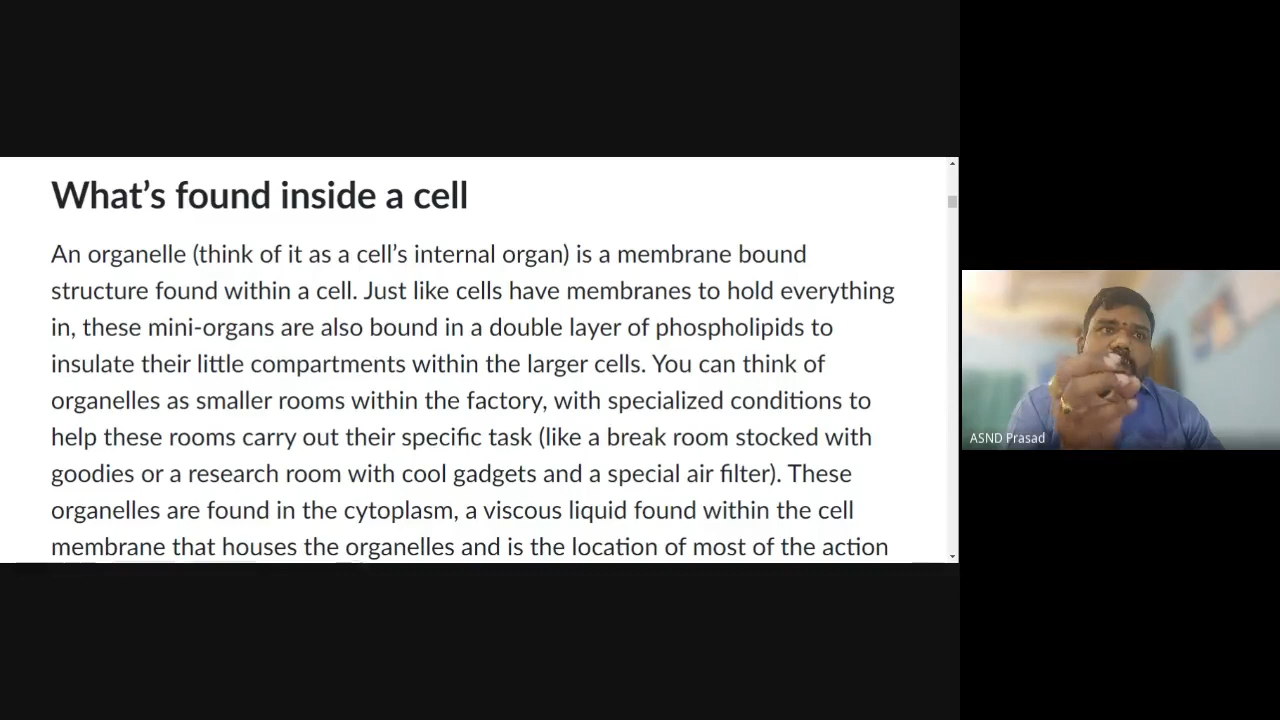 What’s found inside a cell
An organelle (think of it as a cell’s internal organ) is a membrane bound
structure found within a cell. Just like cells have membranes to hold everything
in, these mini-organs are also bound in a double layer of phospholipids to
insulate their little compartments within the larger cells. You can think of
organelles as smaller rooms within the factory, with specialized conditions to
help these rooms carry out their specific task (like a break room stocked with
goodies or a research room with cool gadgets and a special air filter). These
organelles are found in the cytoplasm, a viscous liquid found within the cell
membrane that houses the organelles and is the location of most of the action
ASND Prasad